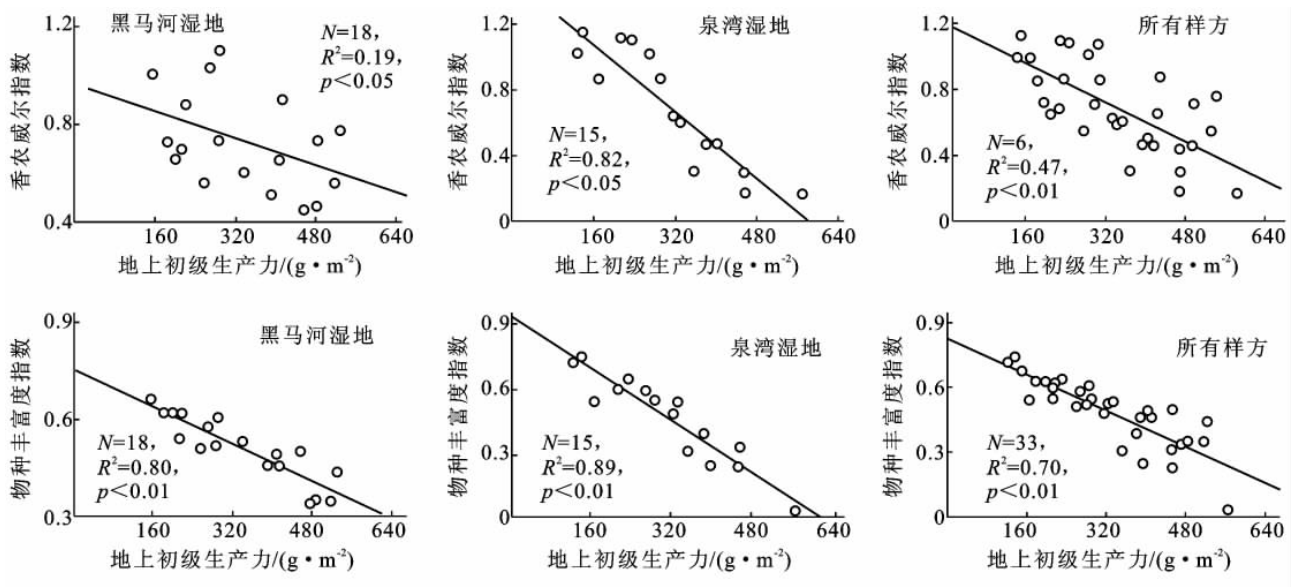 黑马河湿地
N=18，
R²=0.19，
p＜0.05
1.2
0.8
0.4
香农威尔指数
160 320 480 640
地上初级生产力/(g·m⁻²)
泉湾湿地
N=15，
R²=0.82，
p＜0.05
1.2
0.8
0.4
0
香农威尔指数
160 320 480 640
地上初级生产力/(g·m⁻²)
所有样方
N=6，
R²=0.47，
p＜0.01
1.2
0.8
0.4
0
香农威尔指数
160 320 480 640
地上初级生产力/(g·m⁻²)
黑马河湿地
N=18，
R²=0.80，
p＜0.01
0.9
0.6
0.3
物种丰富度指数
160 320 480 640
地上初级生产力/(g·m⁻²)
泉湾湿地
N=15，
R²=0.89，
p＜0.01
0.9
0.6
0.3
0
物种丰富度指数
160 320 480 640
地上初级生产力/(g·m⁻²)
所有样方
N=33，
R²=0.70，
p＜0.01
0.9
0.6
0.3
0
物种丰富度指数
160 320 480 640
地上初级生产力/(g·m⁻²)